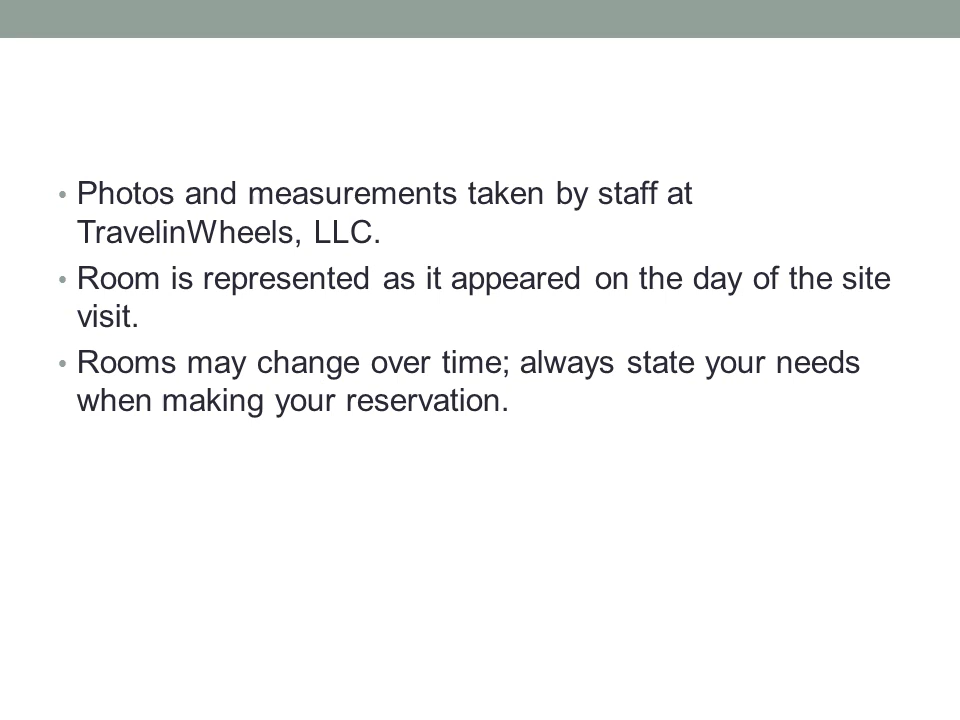 • Photos and measurements taken by staff at
TravelinWheels, LLC.
• Room is represented as it appeared on the day of the site
visit.
• Rooms may change over time; always state your needs
when making your reservation.